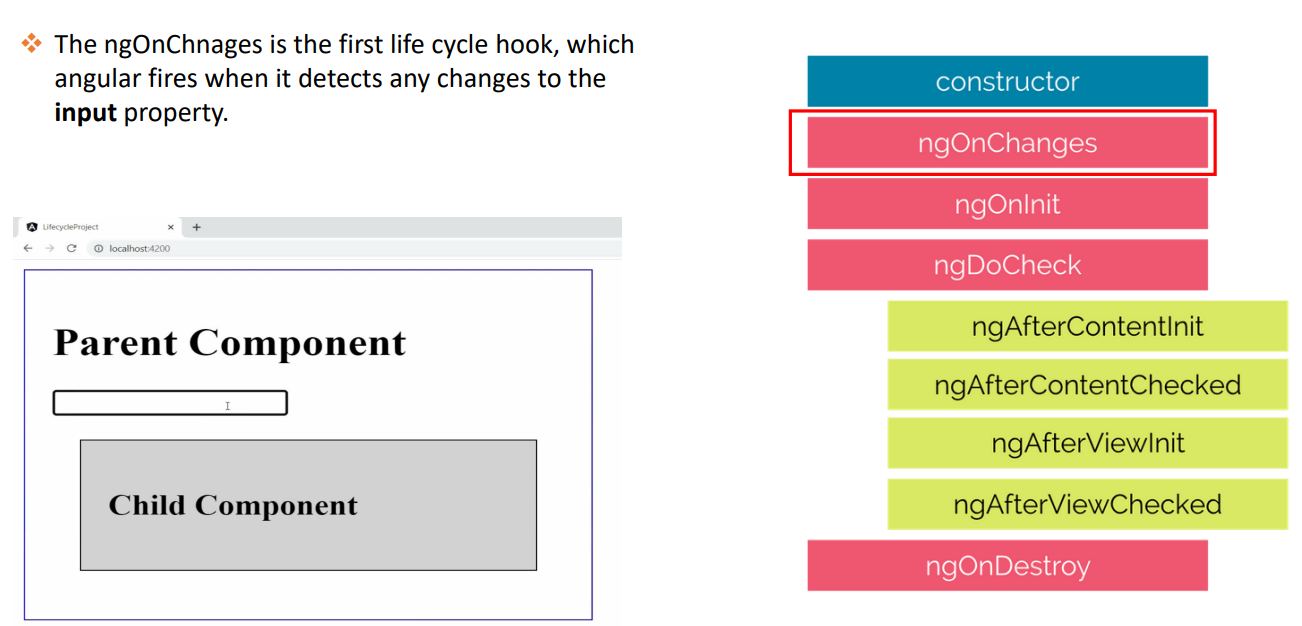 The ngOnChnages is the first life cycle hook, which
angular fires when it detects any changes to the
input property.
LifecycleProject
localhost:4200
Parent Component
Child Component
constructor
ngOnChanges
ngOnInit
ngDoCheck
ngAfterContentInit
ngAfterContentChecked
ngAfterViewInit
ngAfterViewChecked
ngOnDestroy